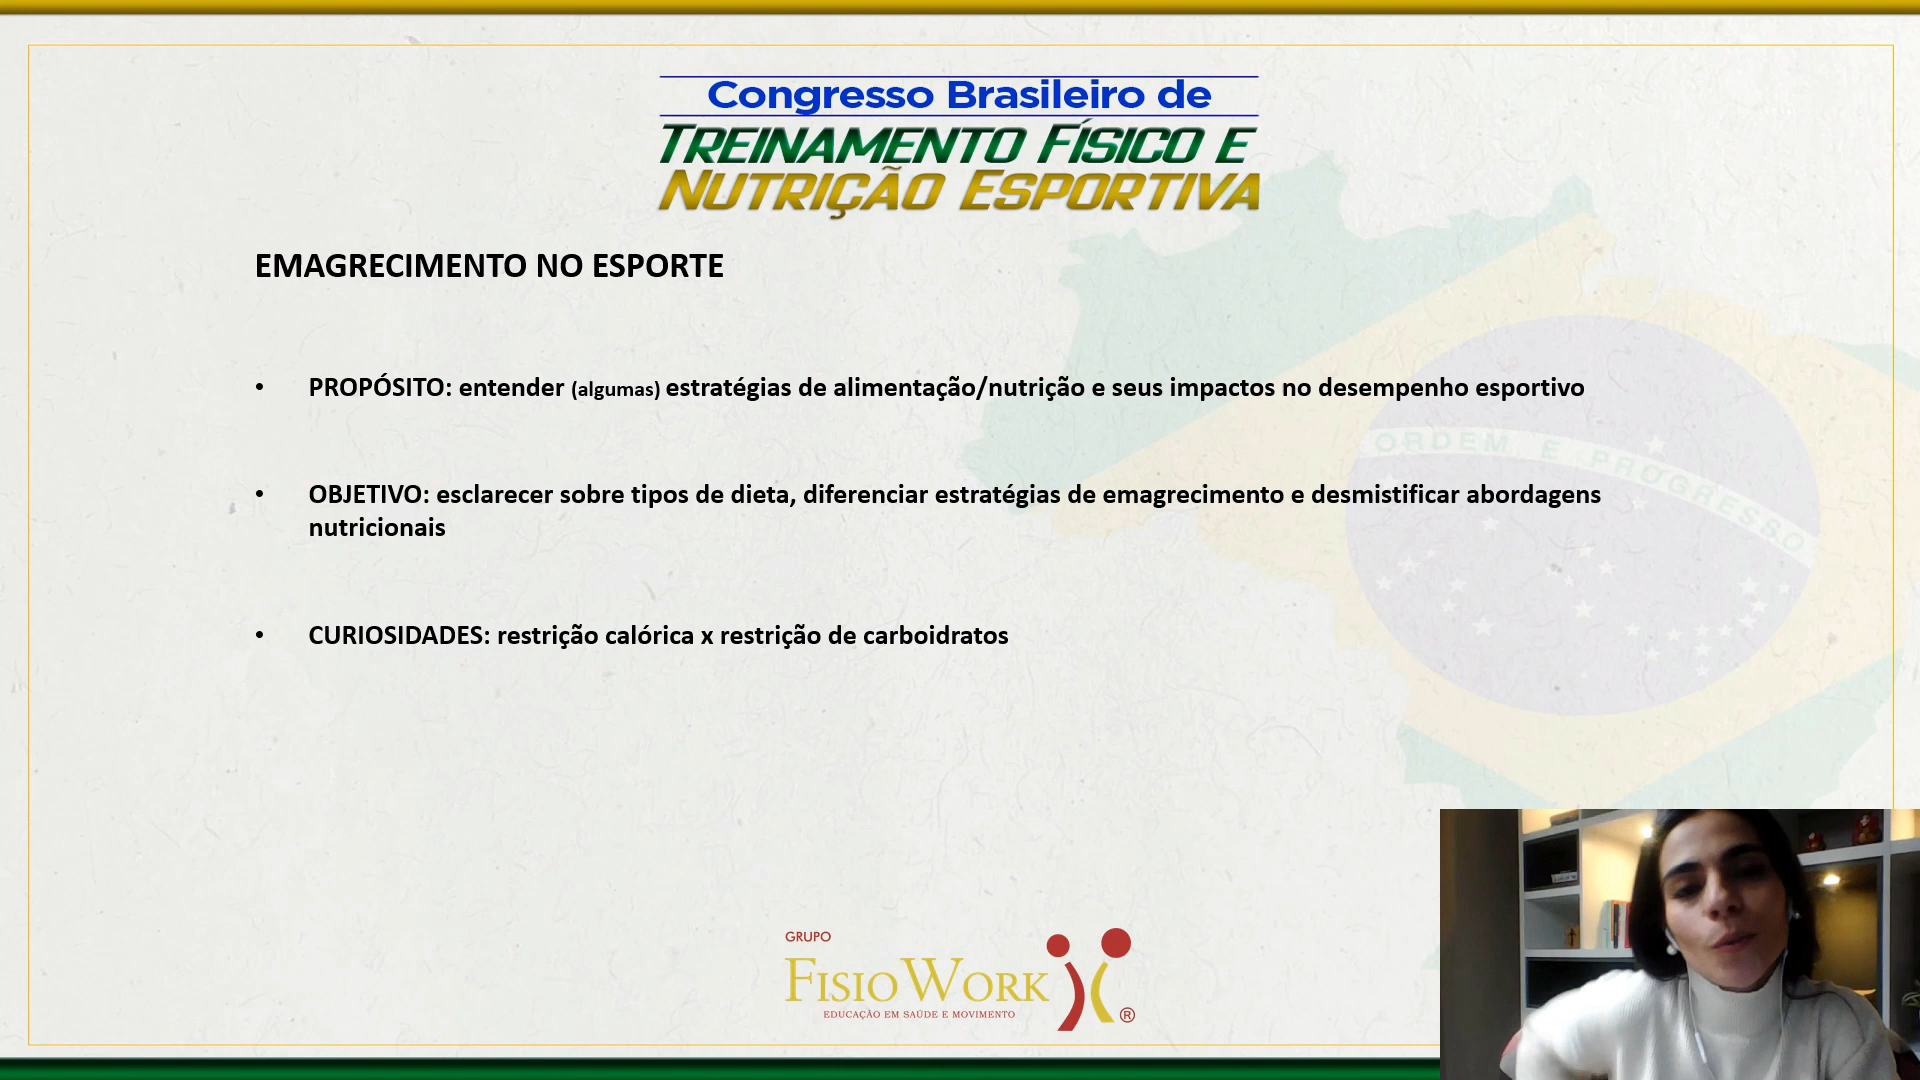 Congresso Brasileiro de
TREINAMENTO FÍSICO E
NUTRIÇÃO ESPORTIVA
EMAGRECIMENTO NO ESPORTE
• PROPÓSITO: entender (algumas) estratégias de alimentação/nutrição e seus impactos no desempenho esportivo
ORDEM E PROGRESSO
• OBJETIVO: esclarecer sobre tipos de dieta, diferenciar estratégias de emagrecimento e desmistificar abordagens
nutricionais
• CURIOSIDADES: restrição calórica x restrição de carboidratos
GRUPO
FISIOWORK
EDUCAÇÃO EM SAÚDE E MOVIMENTO
®